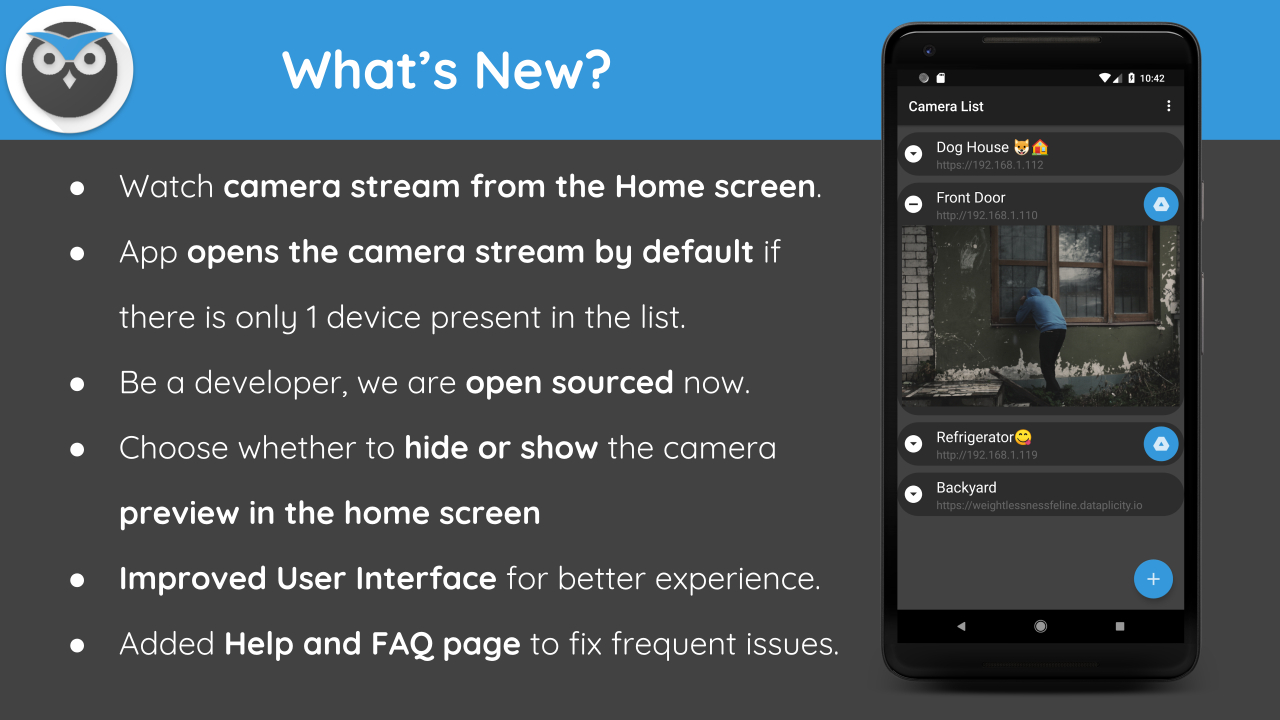 What’s New?
● Watch camera stream from the Home screen.
● App opens the camera stream by default if
there is only 1 device present in the list.
● Be a developer, we are open sourced now.
● Choose whether to hide or show the camera
preview in the home screen
● Improved User Interface for better experience.
● Added Help and FAQ page to fix frequent issues.
10:42
Camera List
Dog House 🐱🏠
https://192.168.1.112
Front Door
http://192.168.1.110
Refrigerator😋
http://192.168.1.119
Backyard
https://weightlessnessfeline.dataplicity.io
+